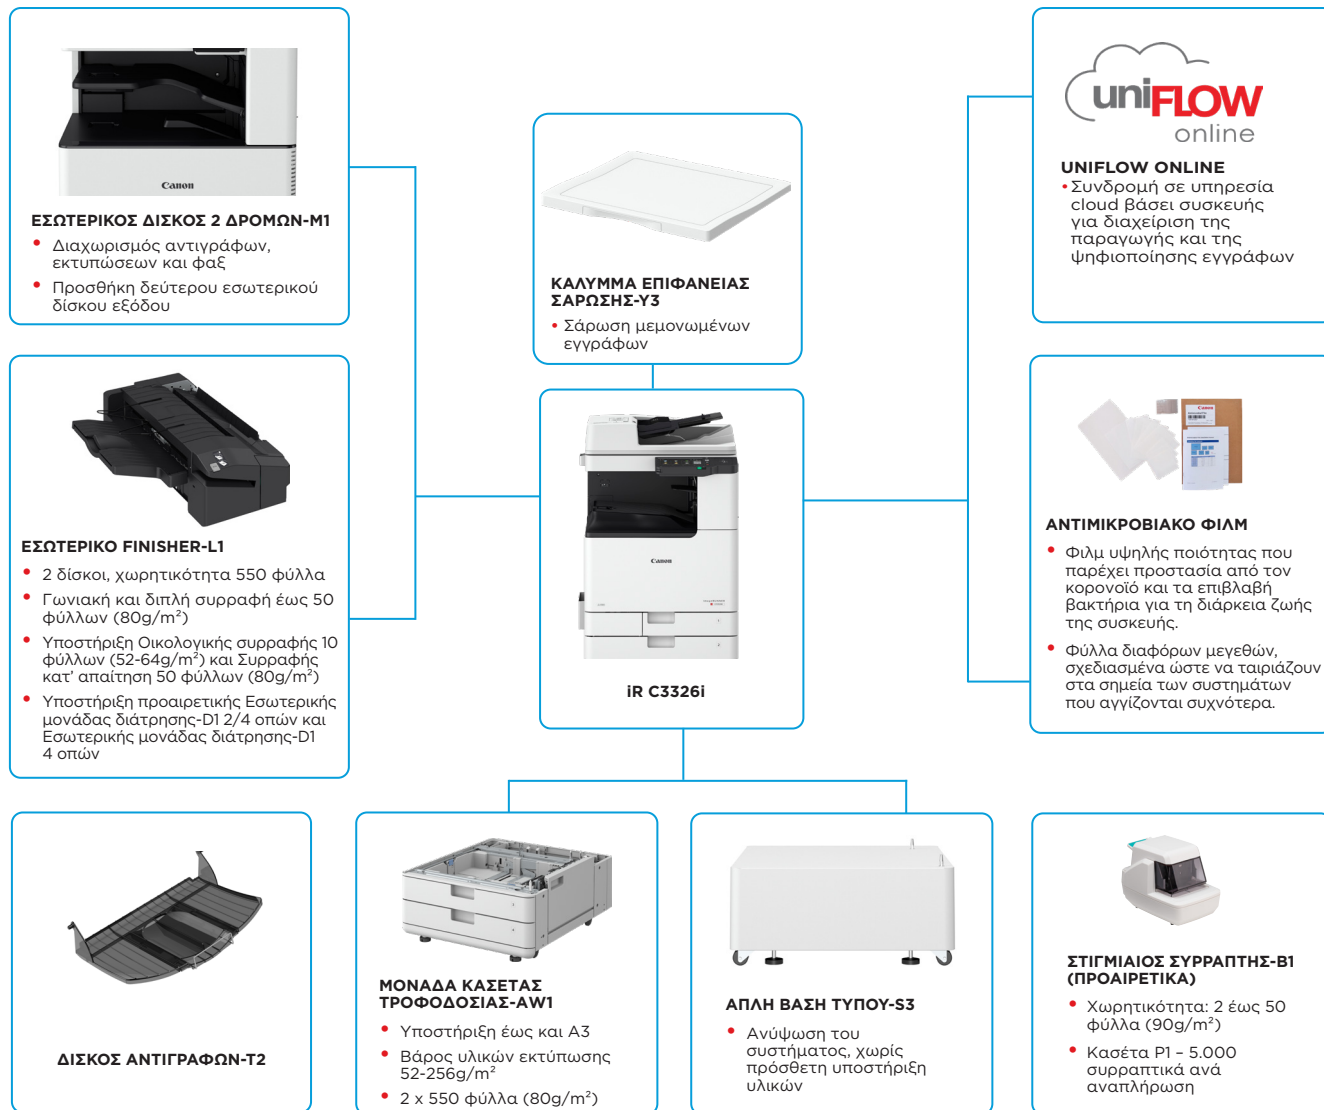 Canon
ΕΣΩΤΕΡΙΚΟΣ ΔΙΣΚΟΣ 2 ΔΡΟΜΩΝ-M1
• Διαχωρισμός αντιγράφων,
εκτυπώσεων και φαξ
• Προσθήκη δεύτερου εσωτερικού
δίσκου εξόδου
ΚΑΛΥΜΜΑ ΕΠΙΦΑΝΕΙΑΣ
ΣΑΡΩΣΗΣ-Y3
• Σάρωση μεμονωμένων
εγγράφων
uniFLOW
online
UNIFLOW ONLINE
• Συνδρομή σε υπηρεσία
cloud βάσει συσκευής
για διαχείριση της
παραγωγής και της
ψηφιοποίησης εγγράφων
ΕΣΩΤΕΡΙΚΟ FINISHER-L1
• 2 δίσκοι, χωρητικότητα 550 φύλλα
• Γωνιακή και διπλή συρραφή έως 50
φύλλων (80g/m²)
• Υποστήριξη Οικολογικής συρραφής 10
φύλλων (52-64g/m²) και Συρραφής
κατ' απαίτηση 50 φύλλων (80g/m²)
• Υποστήριξη προαιρετικής Εσωτερικής
μονάδας διάτρησης-D1 2/4 οπών και
Εσωτερικής μονάδας διάτρησης-D1
4 οπών
Canon
iR C3326i
Canon
ΑΝΤΙΜΙΚΡΟΒΙΑΚΟ ΦΙΛΜ
• Φιλμ υψηλής ποιότητας που
παρέχει προστασία από τον
κορονοϊό και τα επιβλαβή
βακτήρια για τη διάρκεια ζωής
της συσκευής.
• Φύλλα διαφόρων μεγεθών,
σχεδιασμένα ώστε να ταιριάζουν
στα σημεία των συστημάτων
που αγγίζονται συχνότερα.
ΔΙΣΚΟΣ ΑΝΤΙΓΡΑΦΩΝ-T2
ΜΟΝΑΔΑ ΚΑΣΕΤΑΣ
ΤΡΟΦΟΔΟΣΙΑΣ-AW1
• Υποστήριξη έως και A3
• Βάρος υλικών εκτύπωσης
52-256g/m²
• 2 x 550 φύλλα (80g/m²)
ΑΠΛΗ ΒΑΣΗ ΤΥΠΟΥ-S3
• Ανύψωση του
συστήματος, χωρίς
πρόσθετη υποστήριξη
υλικών
ΣΤΙΓΜΙΑΙΟΣ ΣΥΡΡΑΠΤΗΣ-B1
(ΠΡΟΑΙΡΕΤΙΚΑ)
• Χωρητικότητα: 2 έως 50
φύλλα (90g/m²)
• Κασέτα P1 – 5.000
συρραπτικά ανά
αναπλήρωση